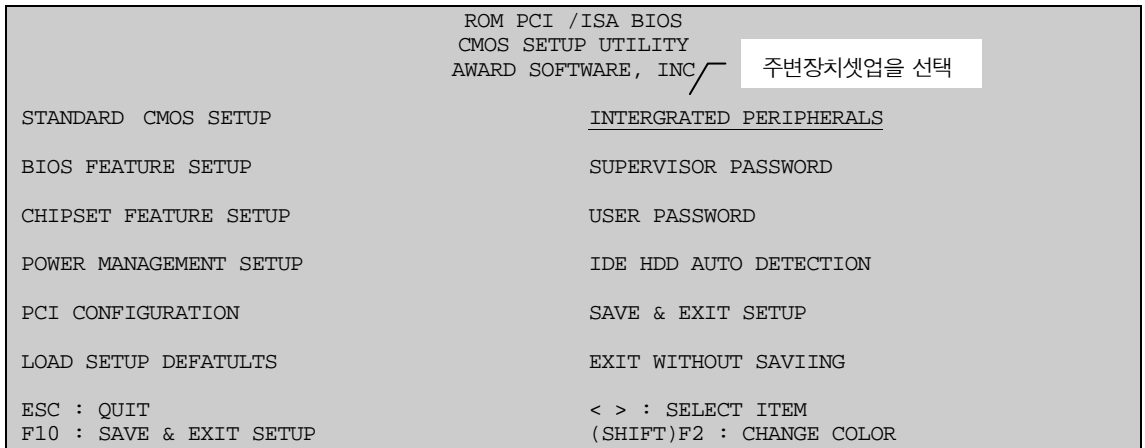 ROM PCI /ISA BIOS
CMOS SETUP UTILITY
AWARD SOFTWARE, INC
주변장치셋업을 선택
STANDARD CMOS SETUP
INTERGRATED PERIPHERALS
BIOS FEATURE SETUP
SUPERVISOR PASSWORD
CHIPSET FEATURE SETUP
USER PASSWORD
POWER MANAGEMENT SETUP
IDE HDD AUTO DETECTION
PCI CONFIGURATION
SAVE & EXIT SETUP
LOAD SETUP DEFATULTS
EXIT WITHOUT SAVIING
ESC : QUIT
< > : SELECT ITEM
F10 : SAVE & EXIT SETUP
(SHIFT)F2 : CHANGE COLOR